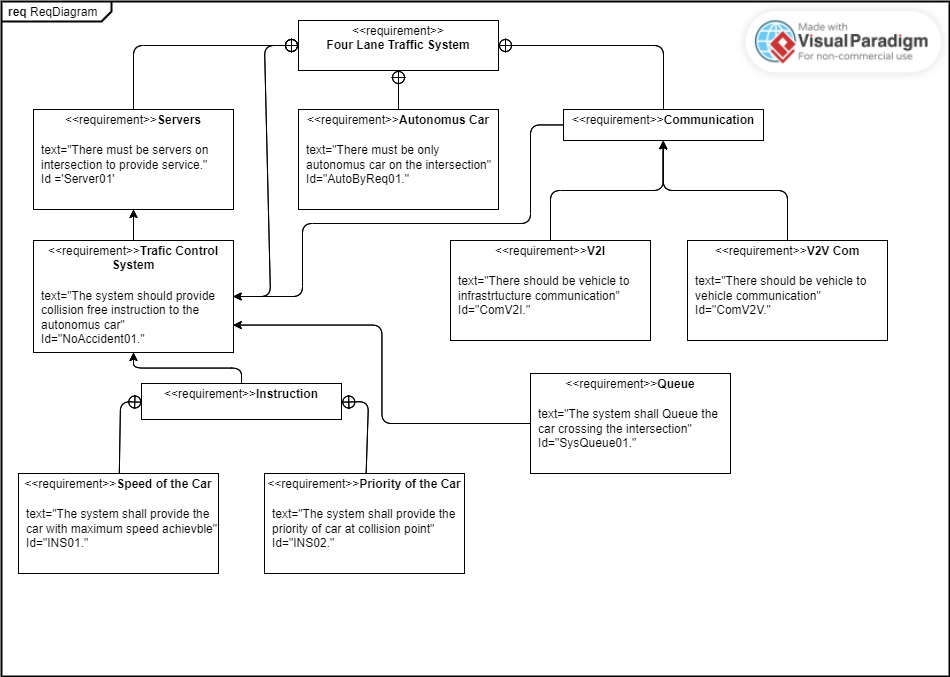 req ReqDiagram
Made with
VisualParadigm
For non-commercial use
<<requirement>>
Four Lane Traffic System
<<requirement>>Servers
text="There must be servers on
intersection to provide service."
Id ='Server01'
<<requirement>>Autonomus Car
text="There must be only
autonomus car on the intersection"
Id="AutoByReq01."
<<requirement>>Communication
<<requirement>>Trafic Control
System
text="The system should provide
collision free instruction to the
autonomus car"
Id="NoAccident01."
<<requirement>>V2I
text="There should be vehicle to
infrastrtucture communication"
Id="ComV2I."
<<requirement>>V2V Com
text="There should be vehicle to
vehicle communication"
Id="ComV2V."
<<requirement>>Instruction
<<requirement>>Queue
text="The system shall Queue the
car crossing the intersection"
Id="SysQueue01."
<<requirement>>Speed of the Car
text="The system shall provide the
car with maximum speed achievble"
Id="INS01."
<<requirement>>Priority of the Car
text="The system shall provide the
priority of car at collision point"
Id="INS02."